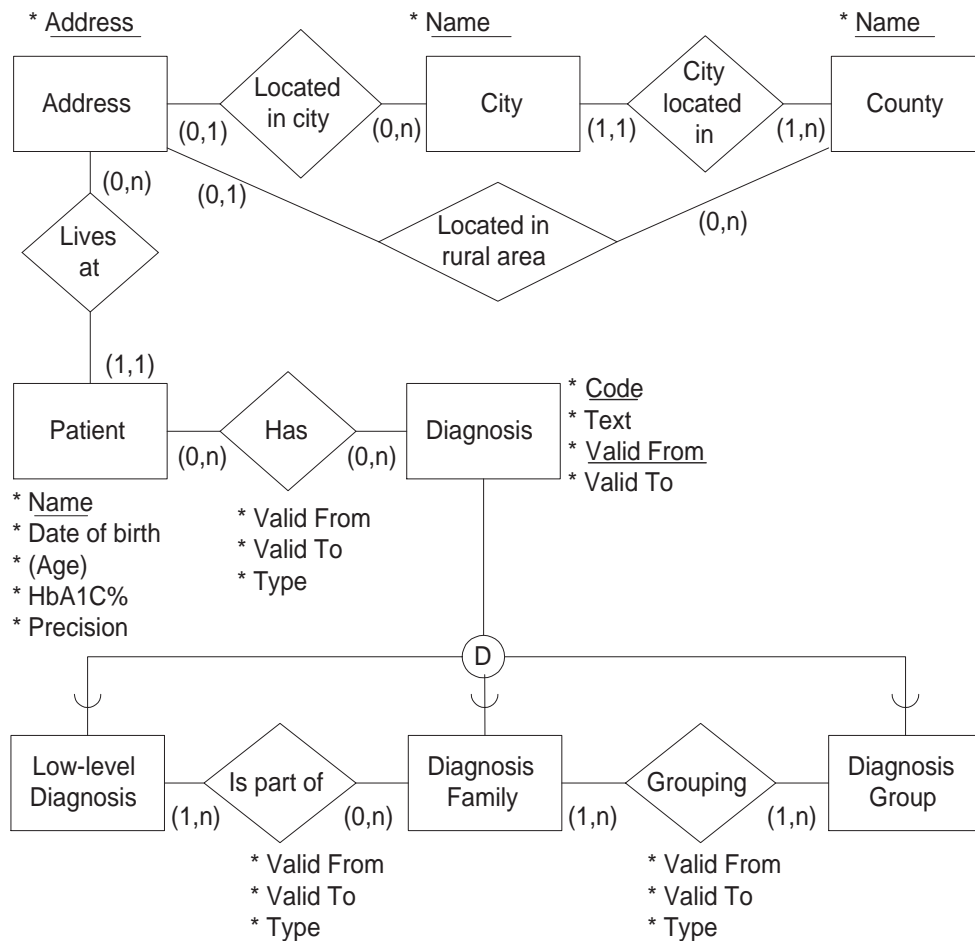 * Address
* Name
* Name
Address
Located
in city
City
City
located
in
County
(0,1)
(0,n)
(1,1)
(1,n)
(0,n)
(0,1)
Located in
rural area
(0,n)
Lives
at
(1,1)
Patient
Has
Diagnosis
(0,n)
(0,n)
* Code
* Text
* Valid From
* Valid To
* Name
* Date of birth
* (Age)
* HbA1C%
* Precision
* Valid From
* Valid To
* Type
D
Low-level
Diagnosis
Is part of
Diagnosis
Family
Grouping
Diagnosis
Group
(1,n)
(0,n)
(1,n)
(1,n)
* Valid From
* Valid To
* Type
* Valid From
* Valid To
* Type